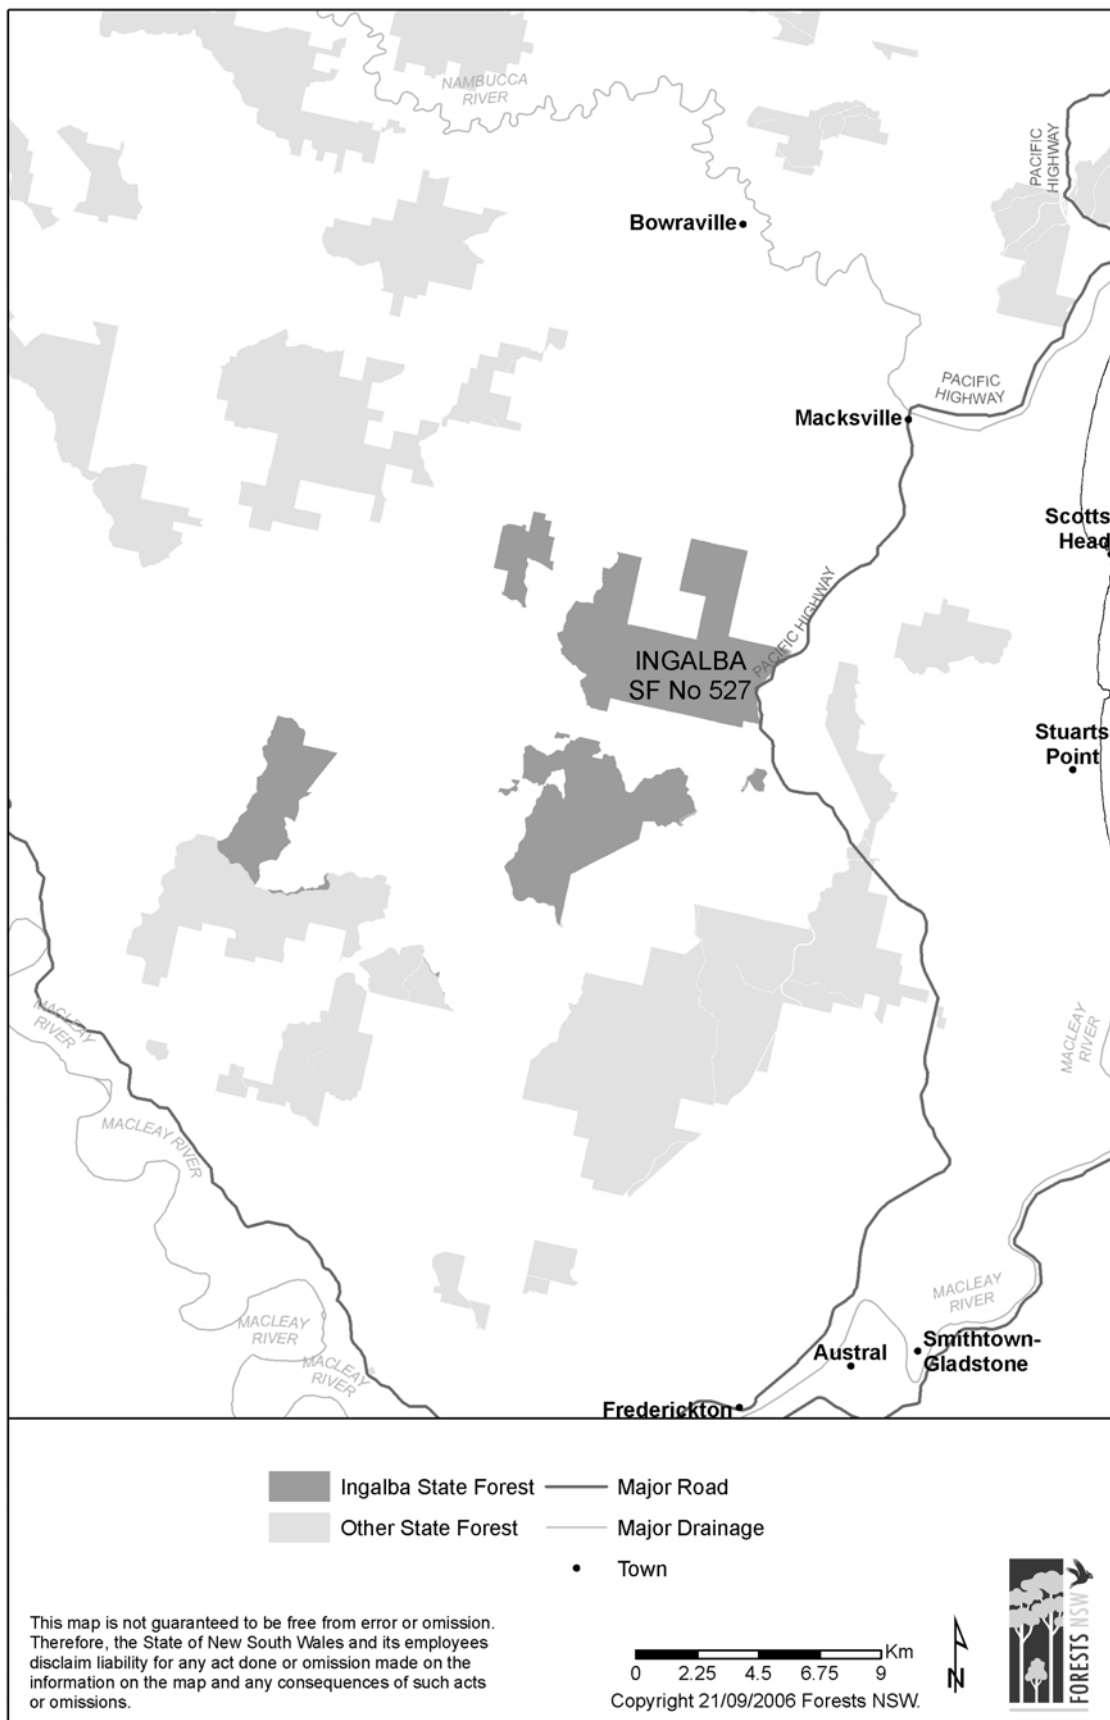 NAMBUCCA
RIVER
PACIFIC
HIGHWAY
Bowraville
PACIFIC
HIGHWAY
Macksville
Scotts
Head
PACIFIC HIGHWAY
INGALBA
SF No 527
Stuarts
Point
MACLEAY
RIVER
MACLEAY
RIVER
MACLEAY RIVER
MACLEAY
RIVER
MACLEAY
RIVER
MACLEAY
RIVER
Austral
Smithtown-
Gladstone
Frederickton
Ingalba State Forest
Major Road
Other State Forest
Major Drainage
Town
This map is not guaranteed to be free from error or omission.
Therefore, the State of New South Wales and its employees
disclaim liability for any act done or omission made on the
information on the map and any consequences of such acts
or omissions.
Km
0 2.25 4.5 6.75 9
Copyright 21/09/2006 Forests NSW.
N
FORESTS NSW